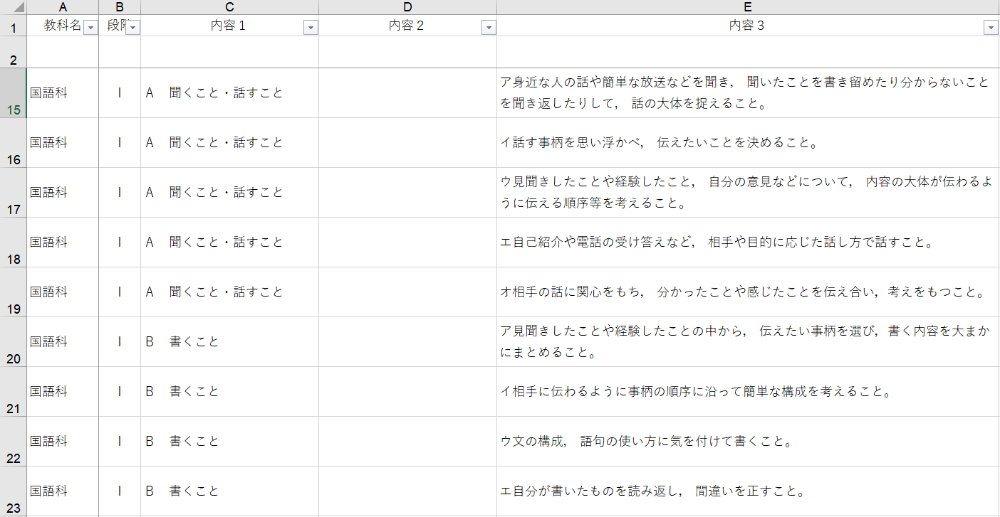 A B C D E
1 教科名 段階 内容１ 内容２ 内容３
2
15 国語科 Ⅰ A 聞くこと・話すこと ア身近な人の話や簡単な放送などを聞き， 聞いたことを書き留めたり分からないこと
を聞き返したりして， 話の大体を捉えること。
16 国語科 Ⅰ A 聞くこと・話すこと イ話す事柄を思い浮かべ， 伝えたいことを決めること。
17 国語科 Ⅰ A 聞くこと・話すこと ウ見聞きしたことや経験したこと， 自分の意見などについて， 内容の大体が伝わるよ
うに伝える順序等を考えること。
18 国語科 Ⅰ A 聞くこと・話すこと エ自己紹介や電話の受け答えなど， 相手や目的に応じた話し方で話すこと。
19 国語科 Ⅰ A 聞くこと・話すこと オ相手の話に関心をもち， 分かったことや感じたことを伝え合い，考えをもつこと。
20 国語科 Ⅰ B 書くこと ア見聞きしたことや経験したことの中から， 伝えたい事柄を選び，書く内容を大まか
にまとめること。
21 国語科 Ⅰ B 書くこと イ相手に伝わるように事柄の順序に沿って簡単な構成を考えること。
22 国語科 Ⅰ B 書くこと ウ文の構成， 語句の使い方に気を付けて書くこと。
23 国語科 Ⅰ B 書くこと エ自分が書いたものを読み返し， 間違いを正すこと。